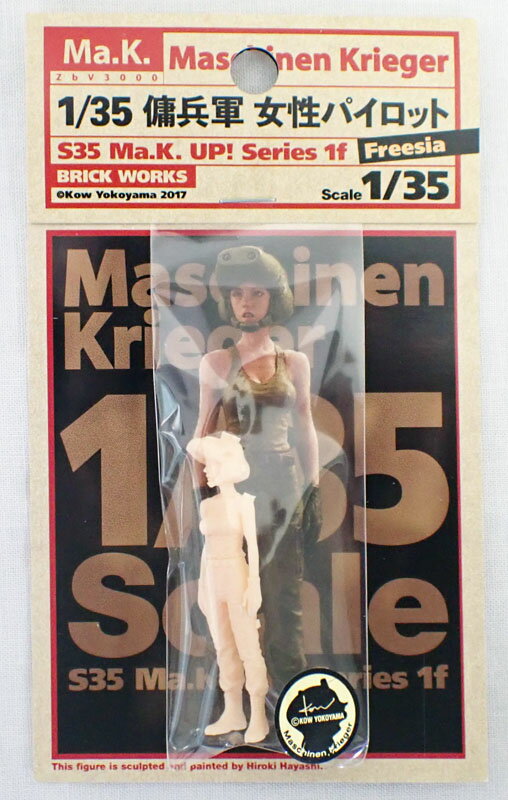 Ma.K.
ZbV3000
Maschinen Krieger
1/35 傭兵軍 女性パイロット
S35 Ma.K. UP! Series 1f Freesia
BRICK WORKS
©Kow Yokoyama 2017
Scale 1/35
Maschinen
Krieger
1/35
Scale
S35 Ma.K. Series 1f
©KOW YOKOYAMA
Maschinen Krieger
This figure is sculpted and painted by Hiroki Hayashi.